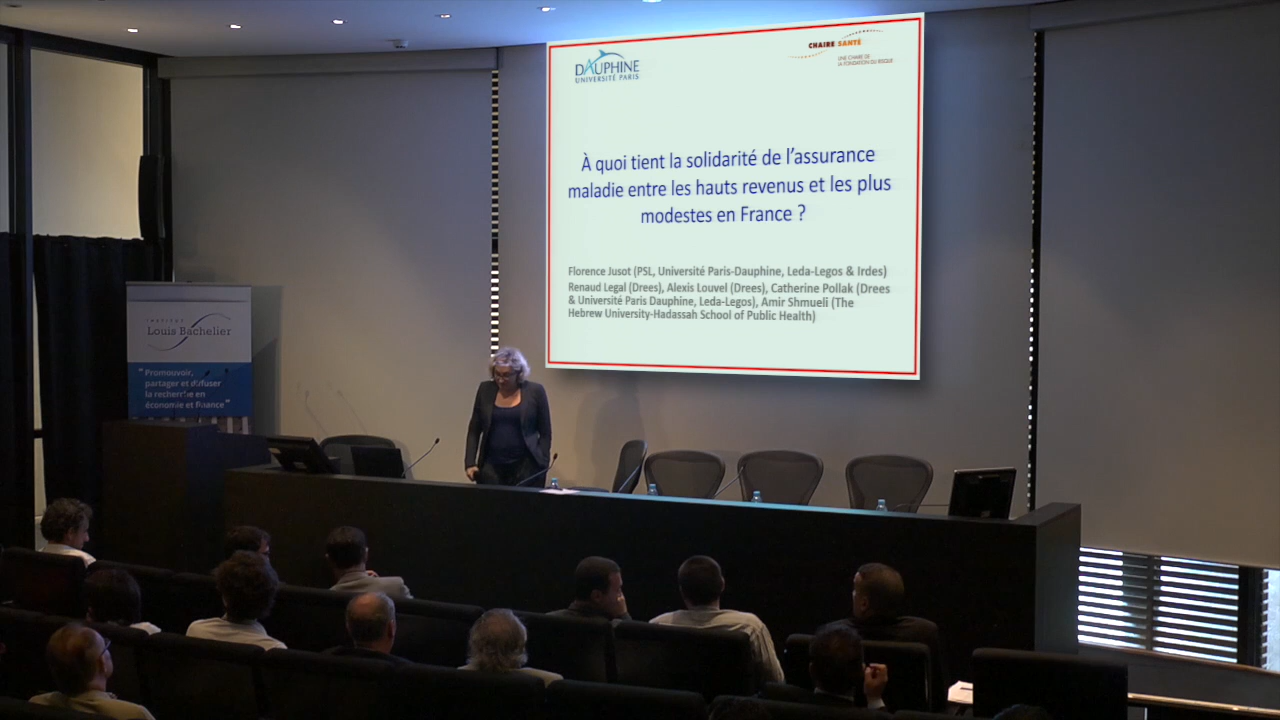 DAUPHINE
UNIVERSITÉ PARIS
CHAIRE SANTÉ
UNE CHAIRE DE
LA FONDATION DU RISQUE
À quoi tient la solidarité de l'assurance
maladie entre les hauts revenus et les plus
modestes en France ?
Florence Jusot (PSL, Université Paris-Dauphine, Leda-Legos & Irdes)
Renaud Legal (Drees), Alexis Louvel (Drees), Catherine Pollak (Drees
& Université Paris Dauphine, Leda-Legos), Amir Shmueli (The
Hebrew University-Hadassah School of Public Health)
INSTITUT
Louis Bachelier
"Promouvoir,
partager et diffuser
la recherche en
économie et finance"